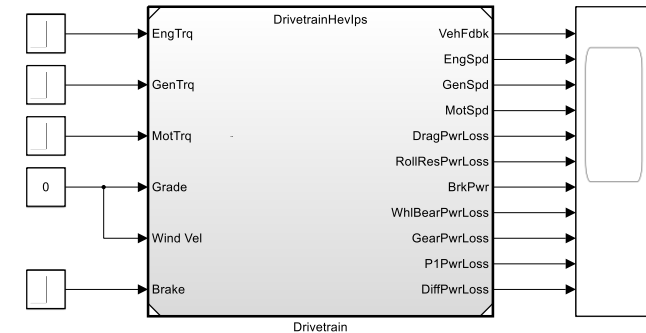 DrivetrainHevIps
EngTrq
GenTrq
MotTrq
0
Grade
Wind Vel
Brake
VehFdbk
EngSpd
GenSpd
MotSpd
DragPwrLoss
RollResPwrLoss
BrkPwr
WhlBearPwrLoss
GearPwrLoss
P1PwrLoss
DiffPwrLoss
Drivetrain